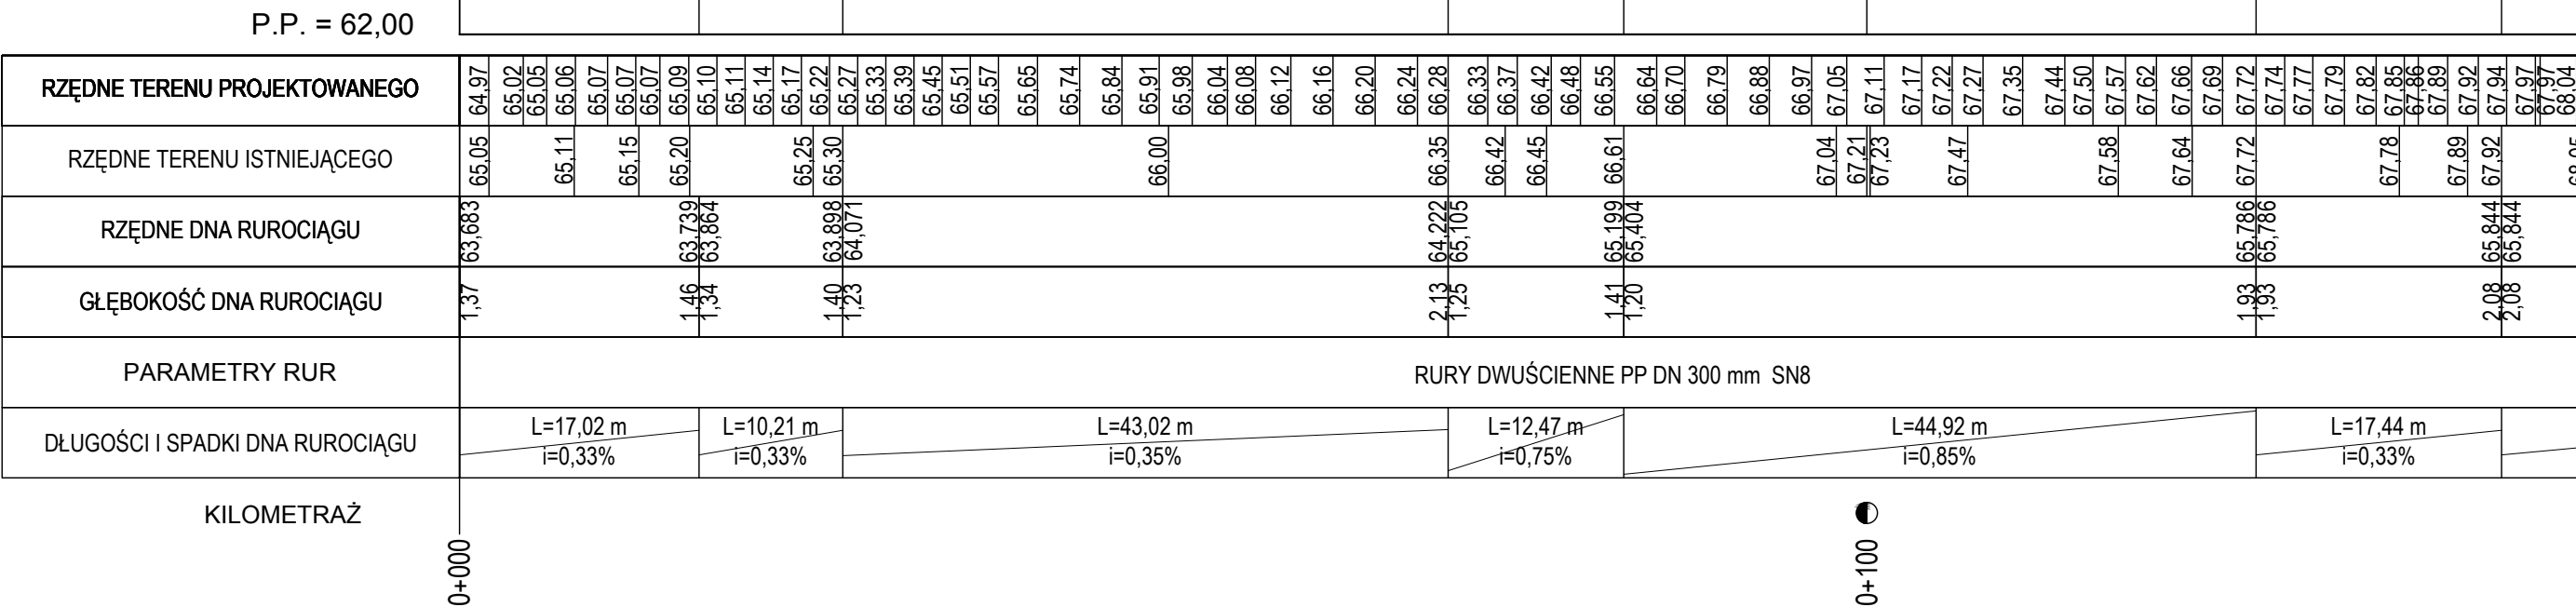 P.P. = 62,00
RZĘDNE TERENU PROJEKTOWANEGO 64,97 65,02 65,05 65,06 65,07 65,07 65,07 65,09 65,10 65,11 65,14 65,17 65,22 65,27 65,33 65,39 65,45 65,51 65,57 65,65 65,74 65,84 65,91 65,98 66,04 66,08 66,12 66,16 66,20 66,24 66,28 66,33 66,37 66,42 66,48 66,55 66,64 66,70 66,79 66,88 66,97 67,05 67,11 67,17 67,22 67,27 67,35 67,44 67,50 67,57 67,62 67,66 67,69 67,72 67,74 67,77 67,79 67,82 67,85 67,86 67,89 67,92 67,94 67,97 67,97 68,04
RZĘDNE TERENU ISTNIEJĄCEGO 65,05 65,11 65,15 65,20 65,25 65,30 66,00 66,35 66,42 66,45 66,61 67,04 67,21 67,23 67,47 67,58 67,64 67,72 67,78 67,89 67,92
RZĘDNE DNA RUROCIĄGU 63,683 63,739 63,864 63,898 64,071 64,222 65,105 65,199 65,404 65,786 65,786 65,844 65,844
GŁĘBOKOŚĆ DNA RUROCIĄGU 1,37 1,46 1,34 1,40 1,23 2,13 1,25 1,41 1,20 1,93 1,93 2,08 2,08
PARAMETRY RUR RURY DWUŚCIENNE PP DN 300 mm SN8
DŁUGOŚCI I SPADKI DNA RUROCIĄGU
L=17,02 m L=10,21 m L=43,02 m L=12,47 m L=44,92 m L=17,44 m
i=0,33% i=0,33% i=0,35% i=0,75% i=0,85% i=0,33%
KILOMETRAŻ
0+000 0+100